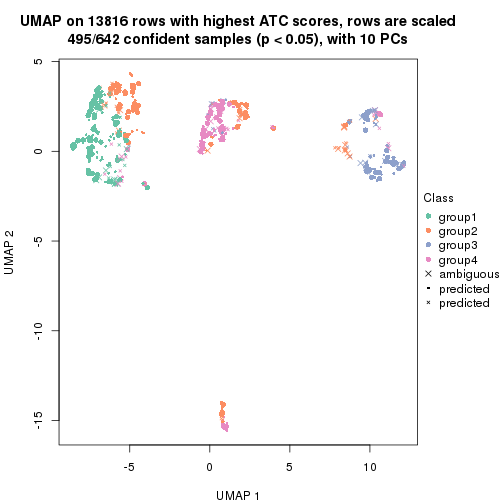 UMAP on 13816 rows with highest ATC scores, rows are scaled
495/642 confident samples (p < 0.05), with 10 PCs
5
0
-5
-10
-15
UMAP 2
-5
0
5
10
UMAP 1
Class
group1
group2
group3
group4
ambiguous
predicted
predicted